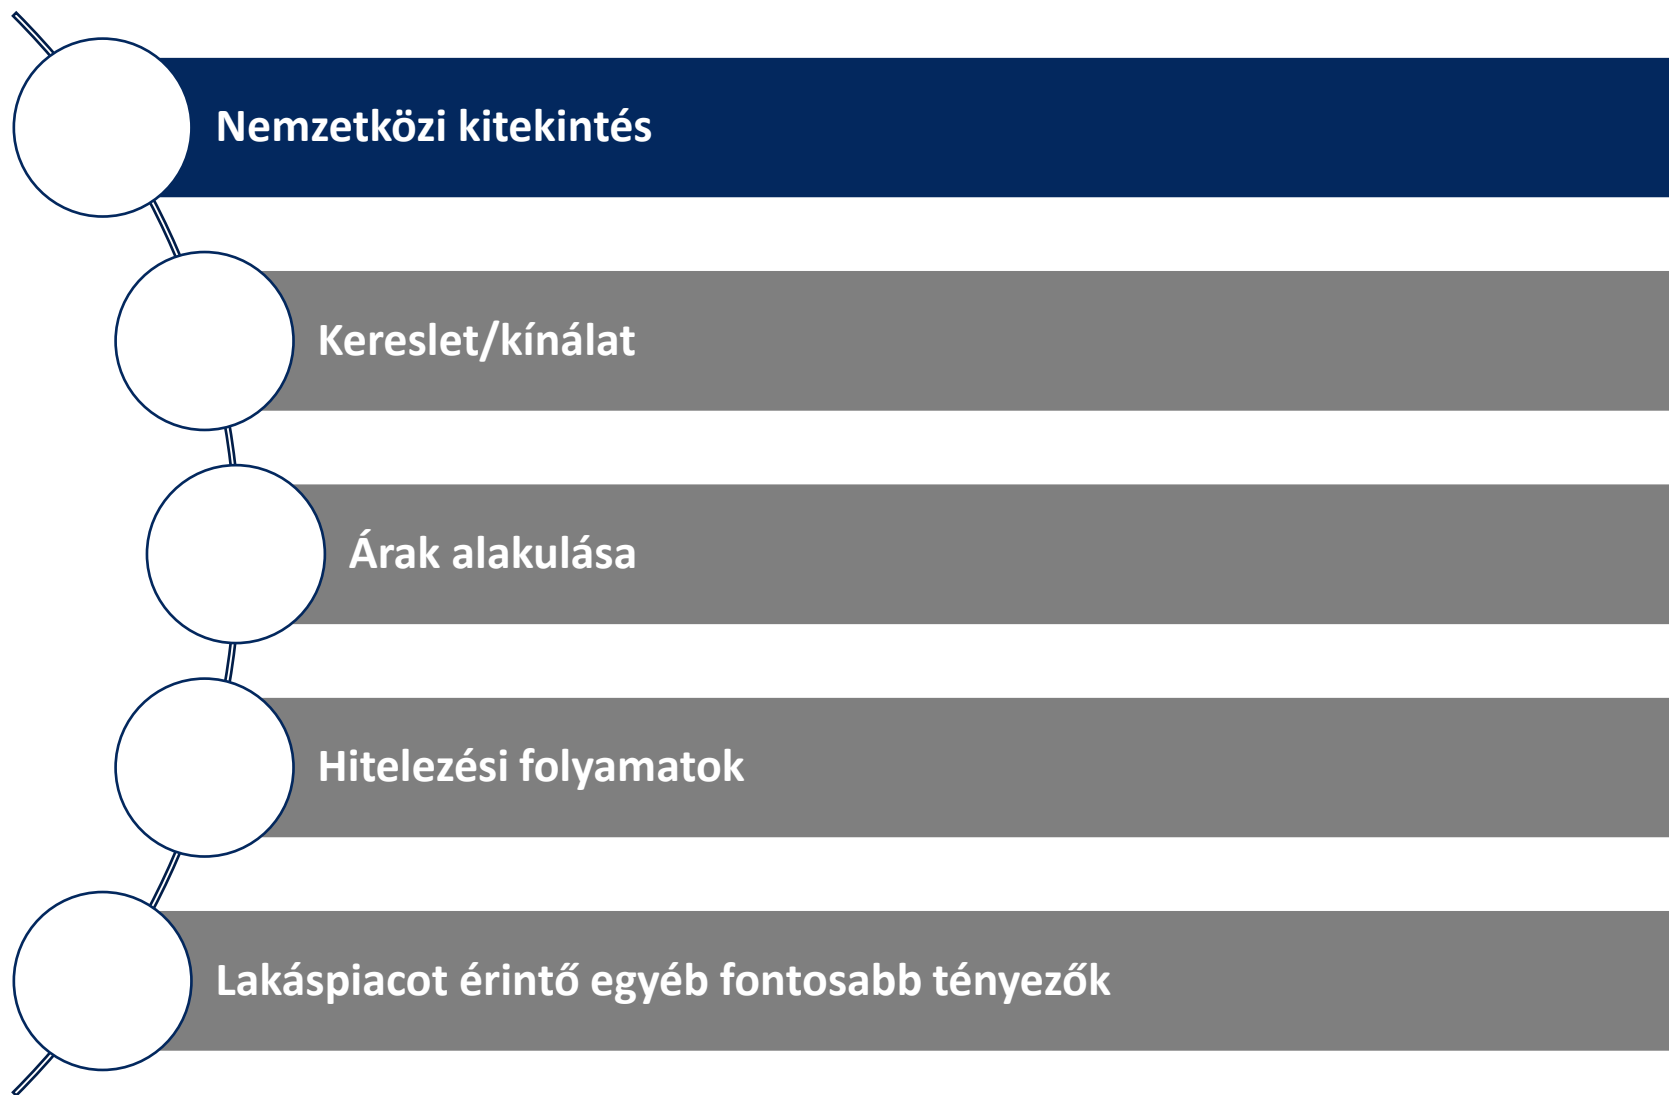 Nemzetközi kitekintés
Kereslet/kínálat
Árak alakulása
Hitelezési folyamatok
Lakáspiacot érintő egyéb fontosabb tényezők